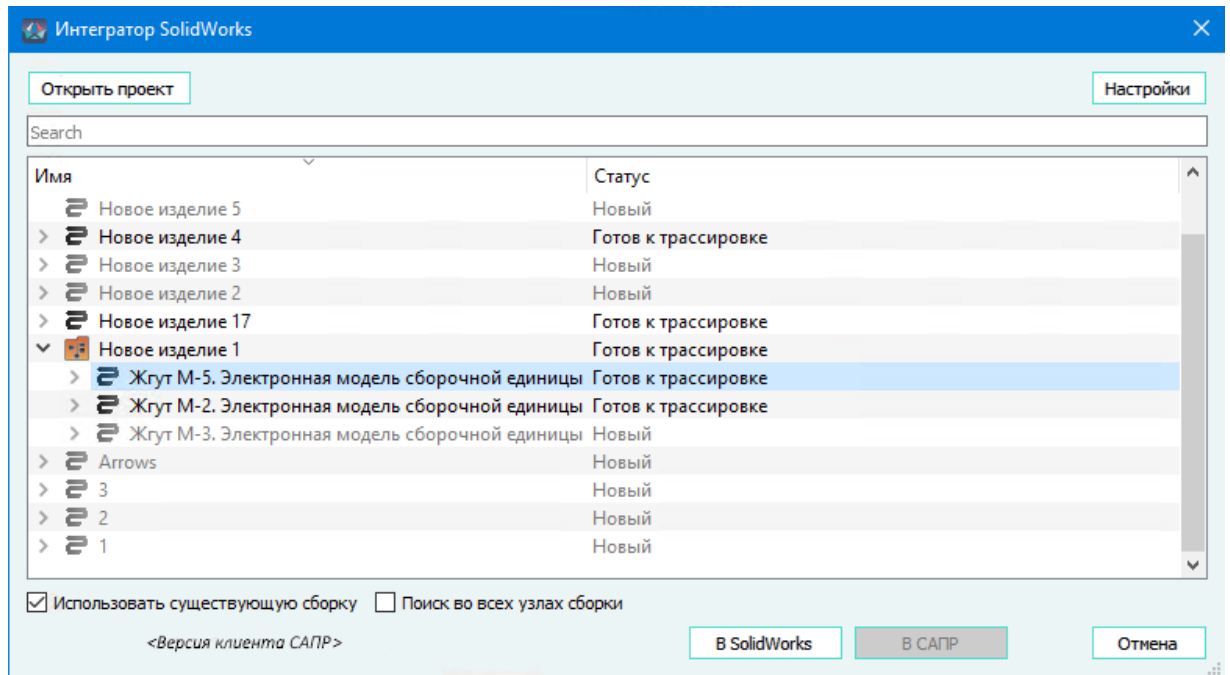 Интегратор SolidWorks
Открыть проект Настройки
Search
Имя Статус
Новое изделие 5 Новый
Новое изделие 4 Готов к трассировке
Новое изделие 3 Новый
Новое изделие 2 Новый
Новое изделие 17 Готов к трассировке
Новое изделие 1 Готов к трассировке
Жгут М-5. Электронная модель сборочной единицы Готов к трассировке
Жгут М-2. Электронная модель сборочной единицы Готов к трассировке
Жгут М-3. Электронная модель сборочной единицы Новый
Arrows Новый
3 Новый
2 Новый
1 Новый
Использовать существующую сборку Поиск во всех узлах сборки
<Версия клиента САПР> В SolidWorks В САПР Отмена